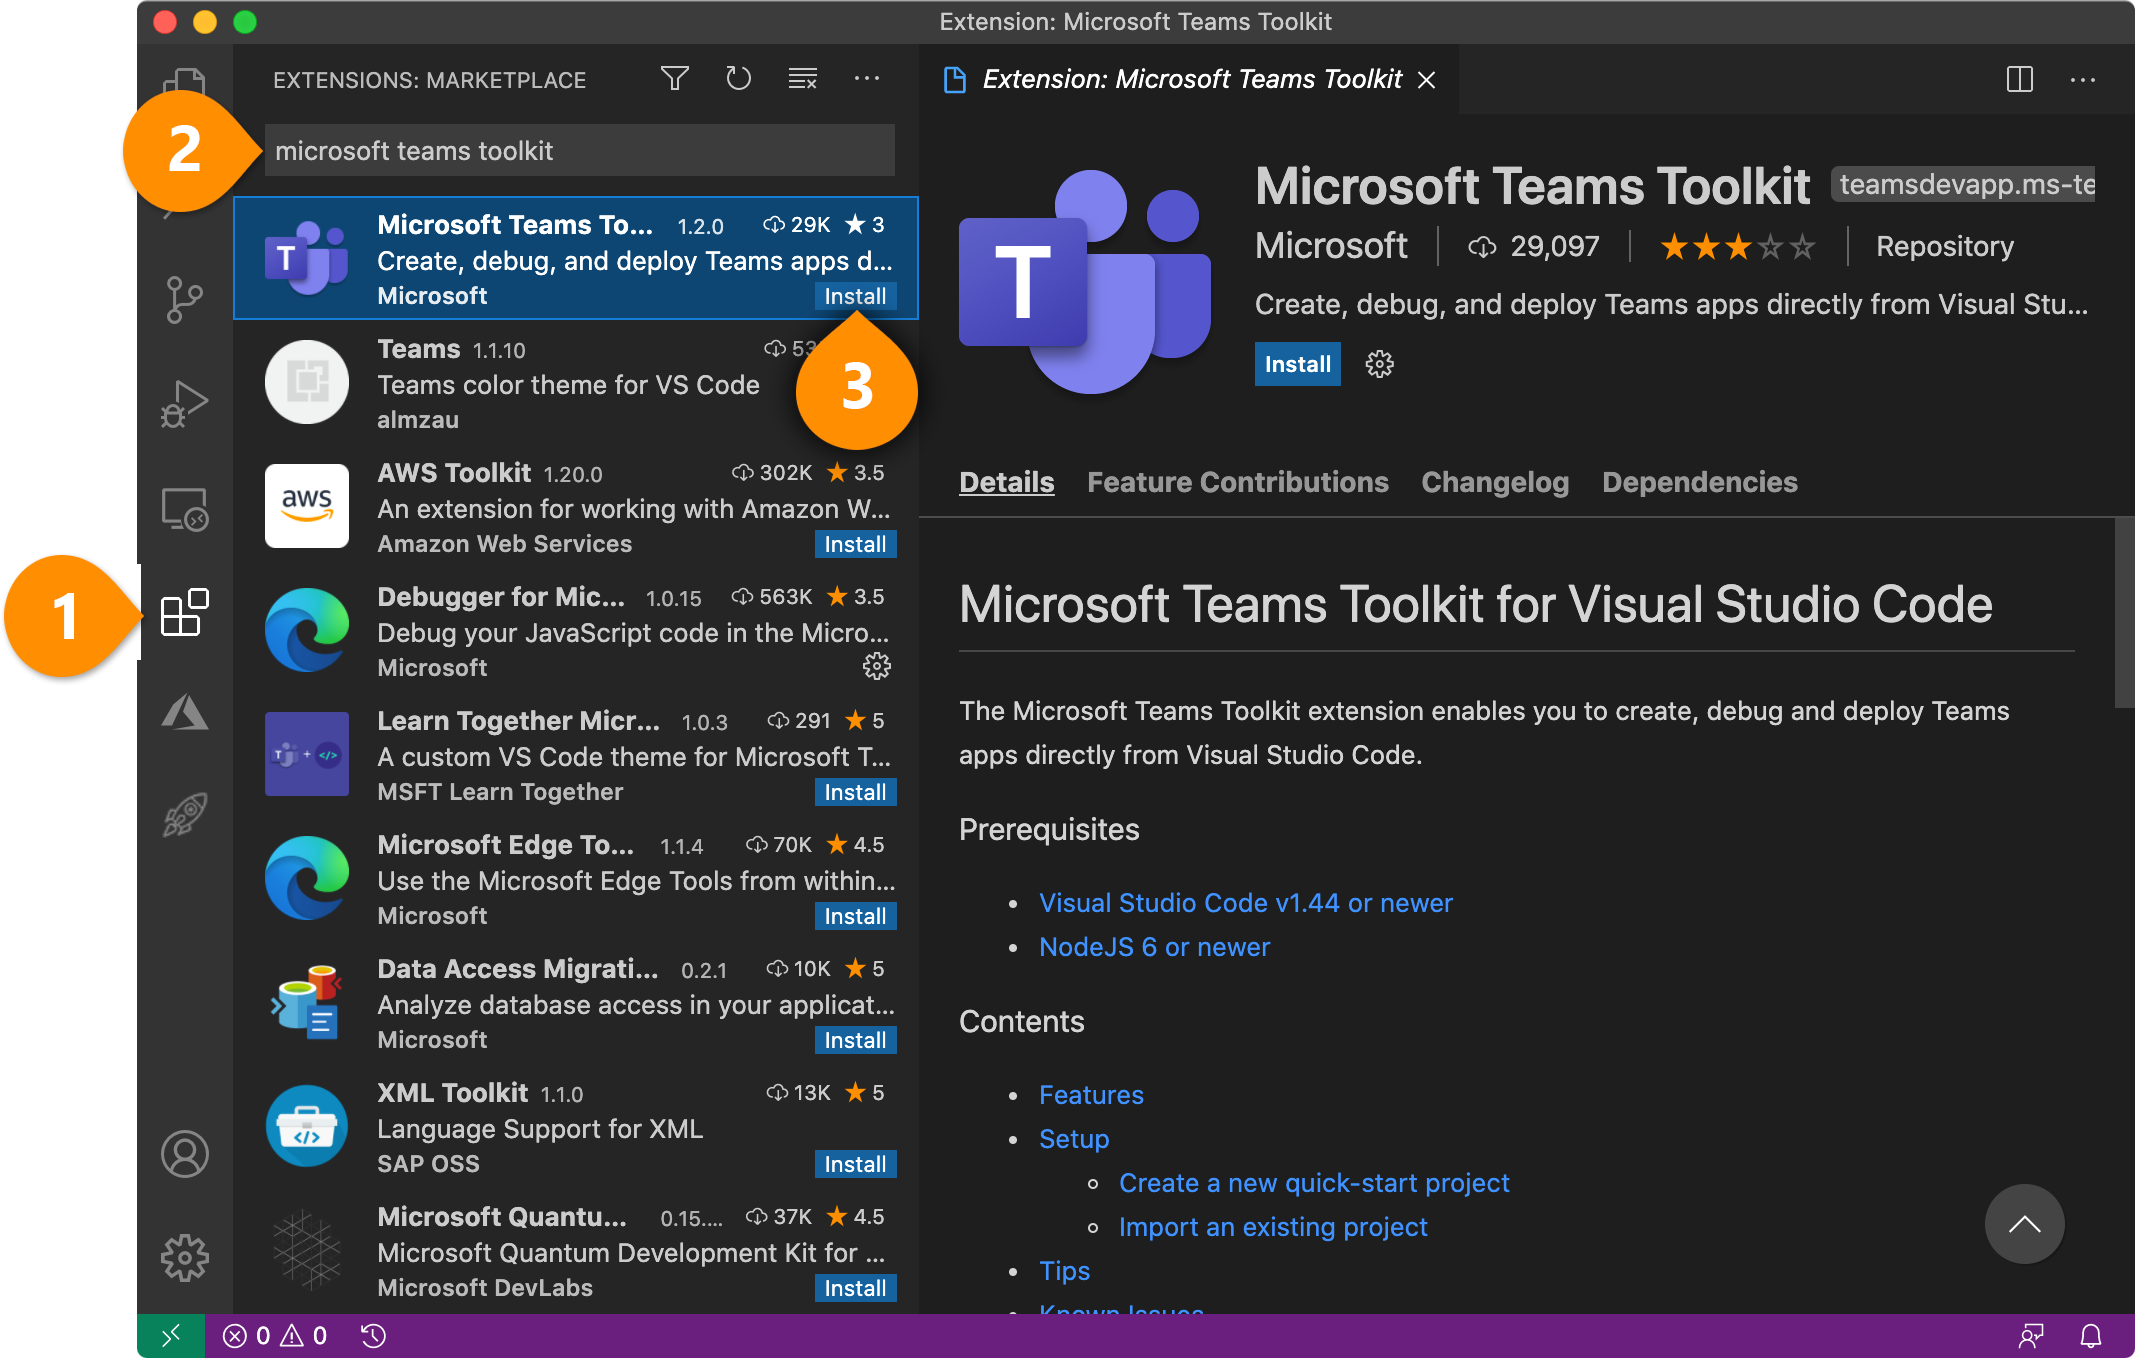 Extension: Microsoft Teams Toolkit
EXTENSIONS: MARKETPLACE
microsoft teams toolkit
2
Microsoft Teams To... 1.2.0 29K 3
Create, debug, and deploy Teams apps d...
Microsoft Install
T
Teams 1.1.10
Teams color theme for VS Code
almzau
3
AWS Toolkit 1.20.0 302K 3.5
An extension for working with Amazon W...
Amazon Web Services Install
aws
Debugger for Mic... 1.0.15 563K 3.5
Debug your JavaScript code in the Micro...
Microsoft
1
Learn Together Micr... 1.0.3 291 5
A custom VS Code theme for Microsoft T...
MSFT Learn Together Install
T + </>
Microsoft Edge To... 1.1.4 70K 4.5
Use the Microsoft Edge Tools from within...
Microsoft Install
Data Access Migrati... 0.2.1 10K 5
Analyze database access in your applicat...
Microsoft Install
XML Toolkit 1.1.0 13K 5
Language Support for XML
SAP OSS Install
</>
Microsoft Quantu... 0.15.... 37K 4.5
Microsoft Quantum Development Kit for ...
Microsoft DevLabs Install
Extension: Microsoft Teams Toolkit
T
Microsoft Teams Toolkit teamsdevapp.ms-te
Microsoft 29,097 Repository
Create, debug, and deploy Teams apps directly from Visual Stu...
Install
Details Feature Contributions Changelog Dependencies
Microsoft Teams Toolkit for Visual Studio Code
The Microsoft Teams Toolkit extension enables you to create, debug and deploy Teams
apps directly from Visual Studio Code.
Prerequisites
• Visual Studio Code v1.44 or newer
• NodeJS 6 or newer
Contents
• Features
• Setup
Create a new quick-start project
Import an existing project
• Tips
• Known Issues
0 0